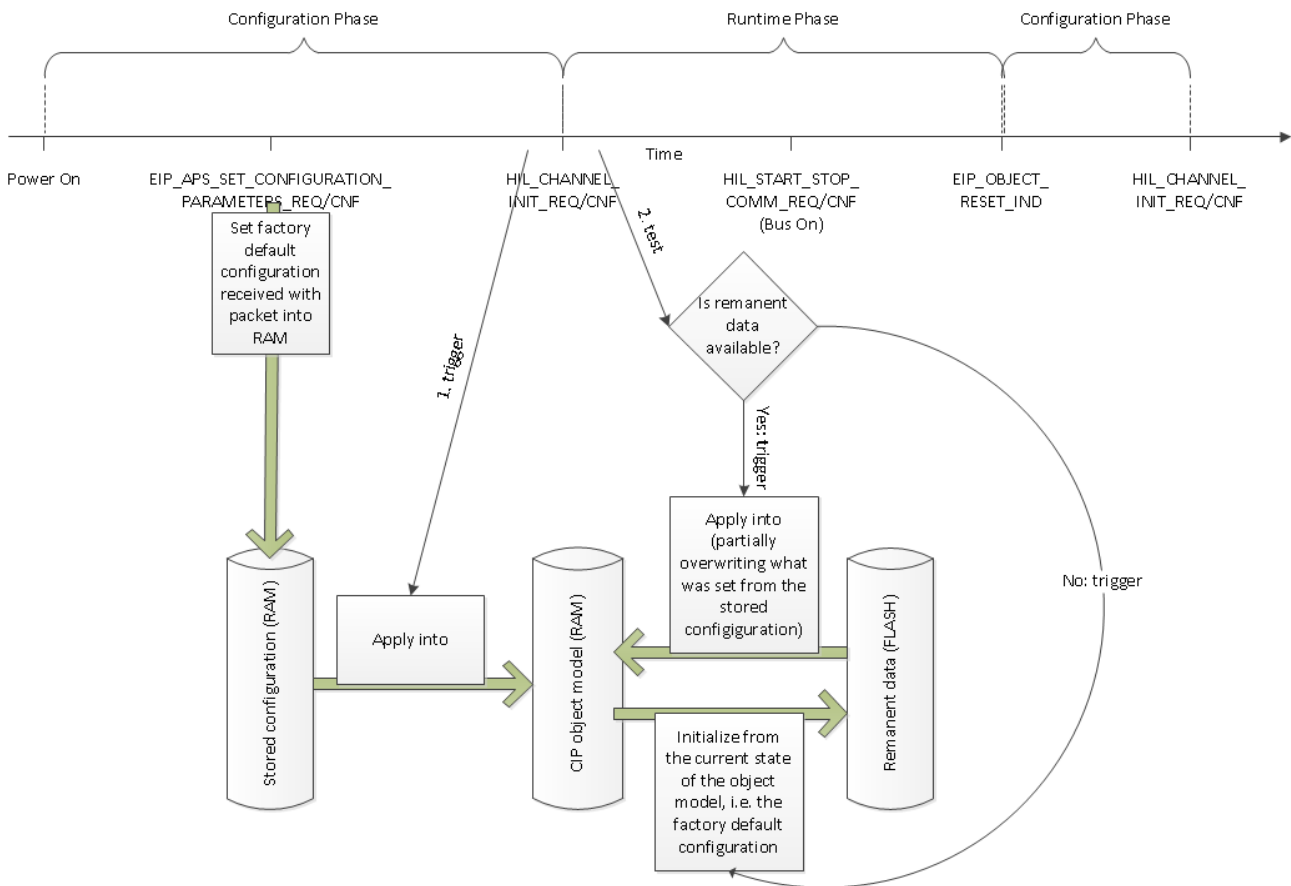 Configuration Phase
Runtime Phase
Configuration Phase
Time
Power On
EIP_APS_SET_CONFIGURATION_
PARAMETERS_REQ/CNF
HIL_CHANNEL_
INIT_REQ/CNF
HIL_START_STOP_
COMM_REQ/CNF
(Bus On)
EIP_OBJECT_
RESET_IND
HIL_CHANNEL_
INIT_REQ/CNF
Set factory
default
configuration
received with
packet into
RAM
1. trigger
2. test
Is remanent
data
available?
Yes: trigger
No: trigger
Apply into
(partially
overwriting what
was set from the
stored
configiguration)
Apply into
Stored configuration (RAM)
CIP object model (RAM)
Remanent data (FLASH)
Initialize from
the current state
of the object
model, i.e. the
factory default
configuration